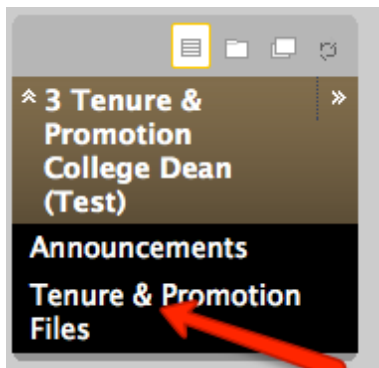 3 Tenure &
Promotion
College Dean
(Test)
Announcements
Tenure & Promotion
Files